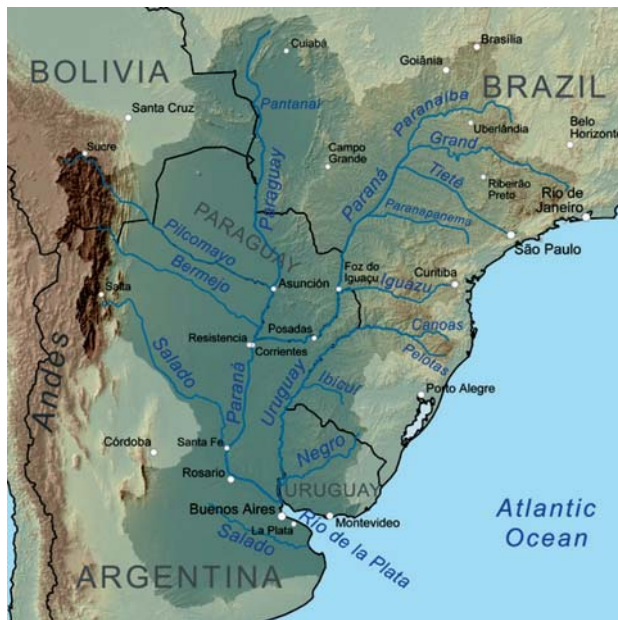 Cuiabá
Brasília
Goiânia
BOLIVIA
BRAZIL
Pantanal
Santa Cruz
Paranaíba
Uberlândia
Belo
Horizonte
Sucre
Campo
Grande
Grand
Tietê
Ribeirão
Preto
Rio de
Janeiro
Paraguay
Paraná
Paranapanema
PARAGUAY
São Paulo
Pilcomayo
Bermejo
Asunción
Foz do
Iguaçu
Iguazu
Curitiba
Salta
Posadas
Canoas
Resistencia
Corrientes
Pelotas
Andes
Salado
Paraná
Uruguay
Ibicuí
Porto Alegre
Córdoba
Santa Fe
Negro
Rosario
URUGUAY
Buenos Aires
Montevideo
La Plata
Río de la Plata
Salado
Atlantic
Ocean
ARGENTINA